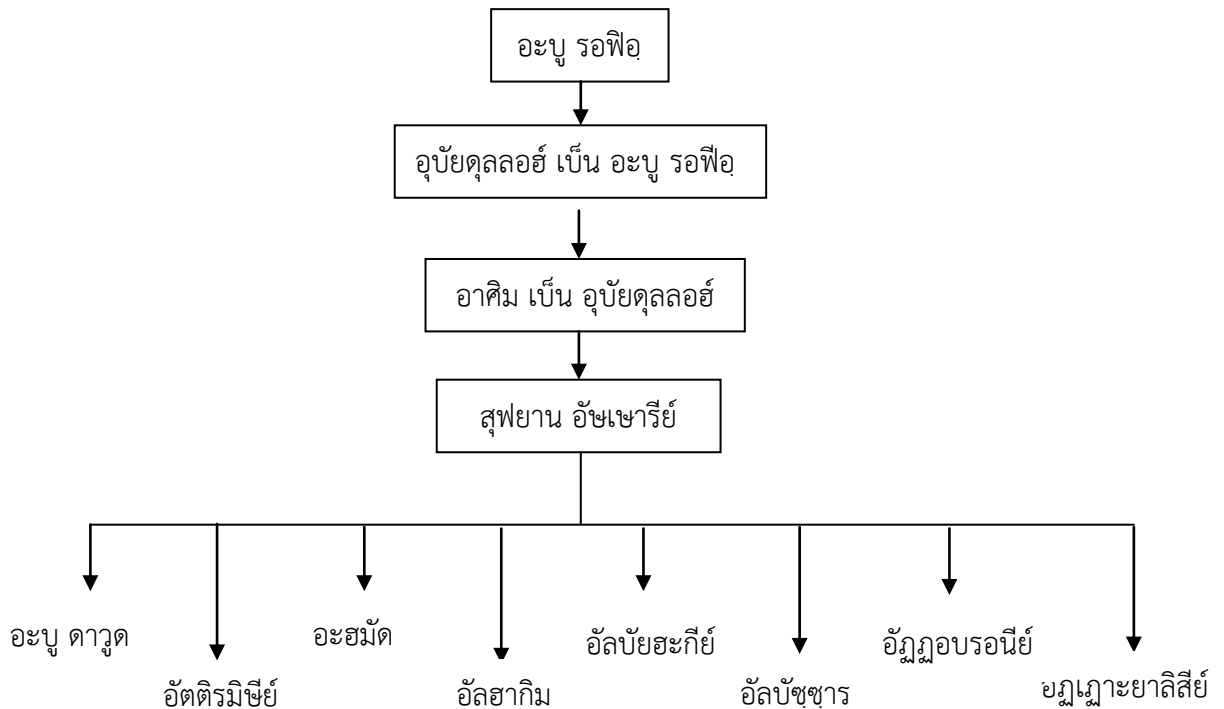 อะบู รอฟิอฺ
อุบัยดุลลอฮ์ เบ็น อะบู รอฟีอฺ
อาศิม เบ็น อุบัยดุลลอฮ์
สุฟยาน อัษเษารีย์
อะบู ดาวูด
อัตติรมิษีย์
อะฮมัด
อัลฮากิม
อัลบัยฮะกีย์
อัลบัซซฺาร
อัฏฏอบรอนีย์
อฏเฏาะยาลิสีย์